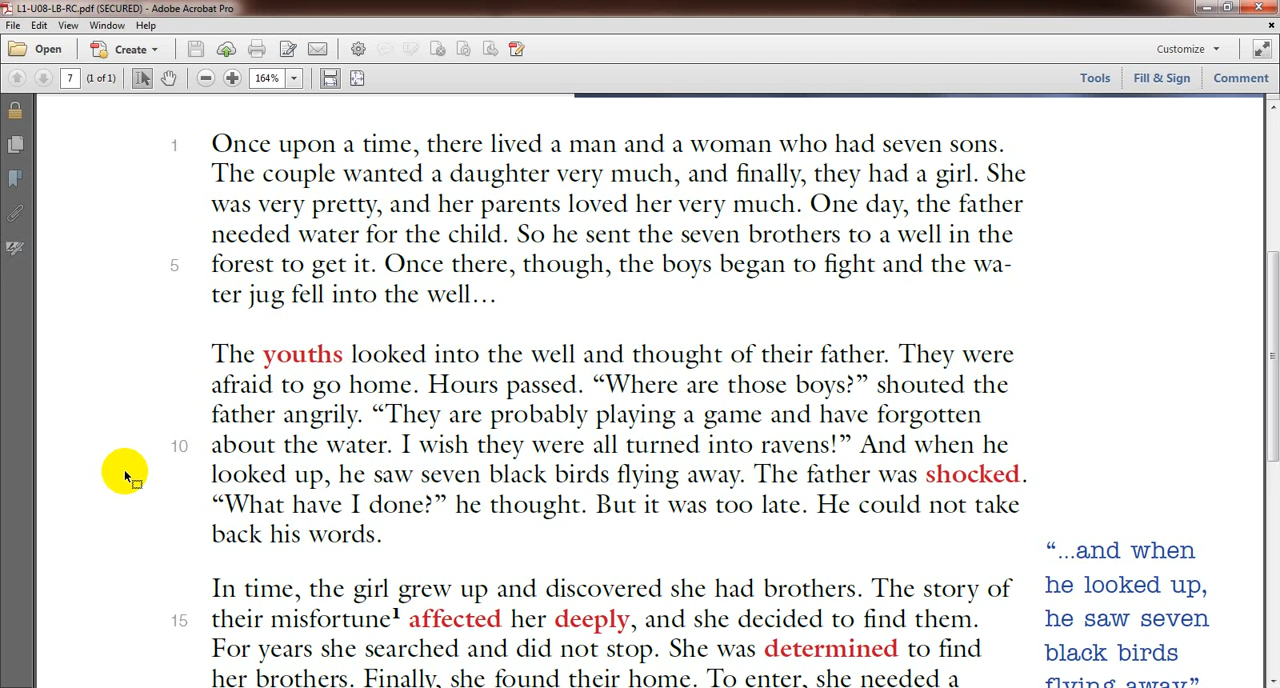 L1-U08-LB-RC.pdf (SECURED) - Adobe Acrobat Pro
File Edit View Window Help
Open Create Customize
7 (1 of 1) 164% Tools Fill & Sign Comment
1 Once upon a time, there lived a man and a woman who had seven sons.
The couple wanted a daughter very much, and finally, they had a girl. She
was very pretty, and her parents loved her very much. One day, the father
needed water for the child. So he sent the seven brothers to a well in the
5 forest to get it. Once there, though, the boys began to fight and the wa-
ter jug fell into the well…
The youths looked into the well and thought of their father. They were
afraid to go home. Hours passed. “Where are those boys?” shouted the
father angrily. “They are probably playing a game and have forgotten
10 about the water. I wish they were all turned into ravens!” And when he
looked up, he saw seven black birds flying away. The father was shocked.
“What have I done?” he thought. But it was too late. He could not take
back his words.
In time, the girl grew up and discovered she had brothers. The story of
15 their misfortune¹ affected her deeply, and she decided to find them.
For years she searched and did not stop. She was determined to find
her brothers. Finally, she found their home. To enter, she needed a
“…and when
he looked up,
he saw seven
black birds
flying away.”